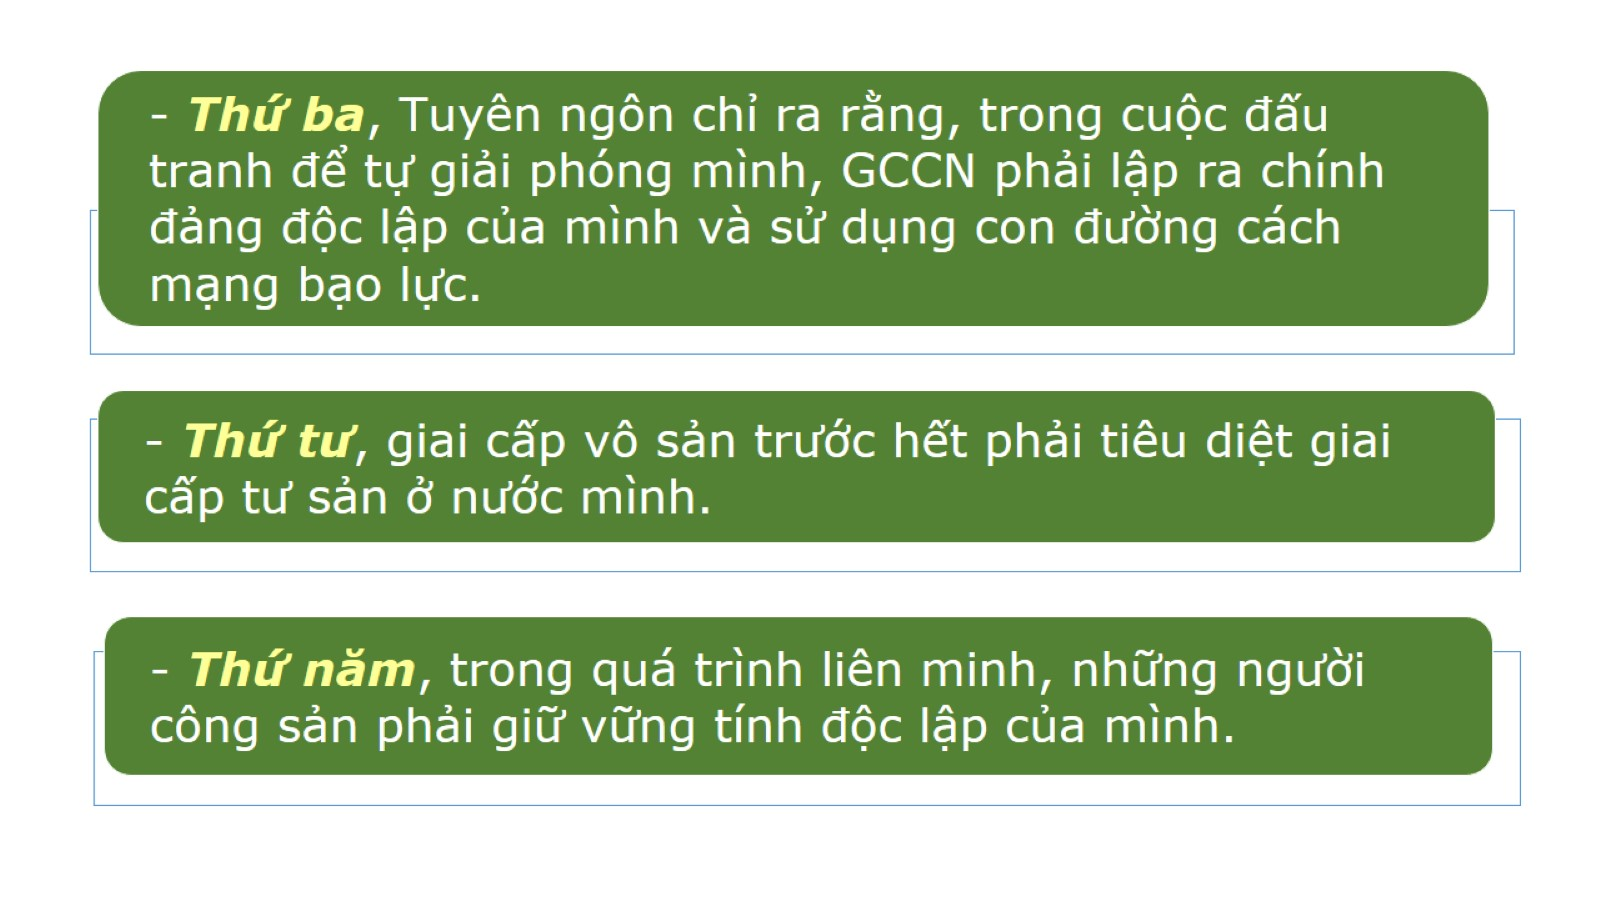 - Thứ ba, Tuyên ngôn chỉ ra rằng, trong cuộc đấu
tranh để tự giải phóng mình, GCCN phải lập ra chính
đảng độc lập của mình và sử dụng con đường cách
mạng bạo lực.
- Thứ tư, giai cấp vô sản trước hết phải tiêu diệt giai
cấp tư sản ở nước mình.
- Thứ năm, trong quá trình liên minh, những người
công sản phải giữ vững tính độc lập của mình.